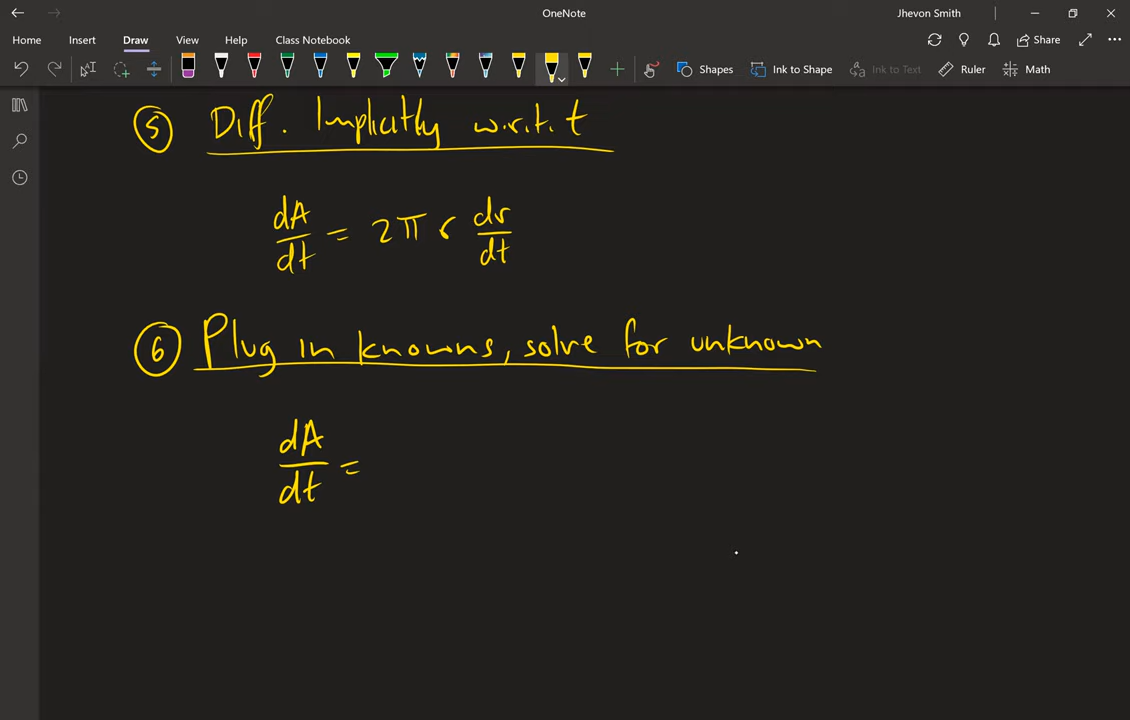 OneNote
Jhevon Smith
Home Insert Draw View Help Class Notebook
Share
Shapes Ink to Shape Ink to Text Ruler Math
5 Diff. Implicitly w.r.t. t
dA/dt = 2πr dr/dt
6 Plug in knowns, solve for unknown
dA/dt =